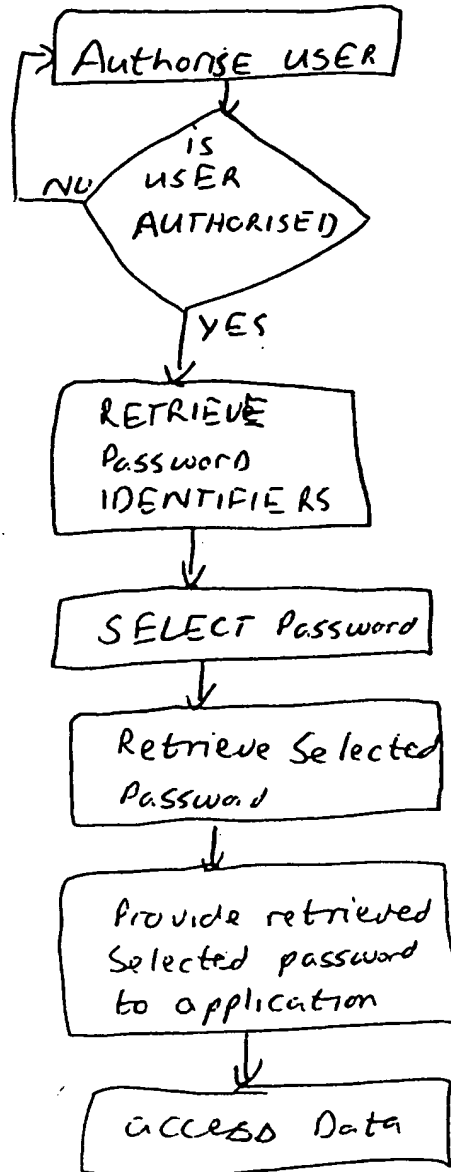 Authorise USER
is
USER
AUTHORISED
NO
YES
RETRIEVE
Password
IDENTIFIERS
SELECT Password
Retrieve Selected
Password
Provide retrieved
Selected password
to application
access Data